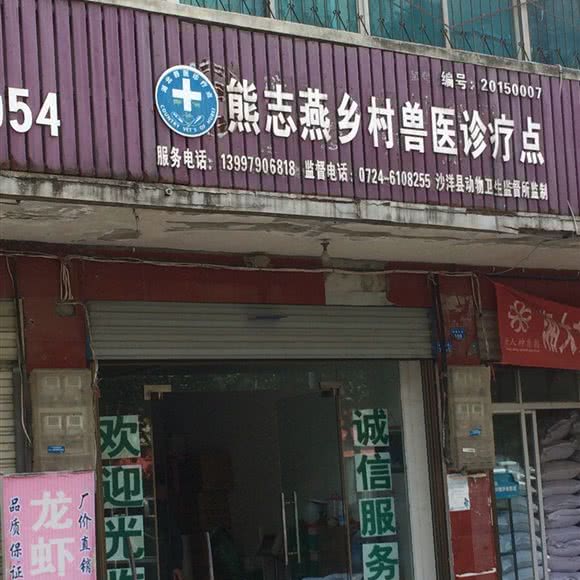 编号：20150007
054
熊志燕乡村兽医诊疗点
服务电话：13997906818 监督电话：0724-6108255 沙洋县动物卫生监督所监制
欢迎光
诚信服务
龙虾
品质保证
厂价直销